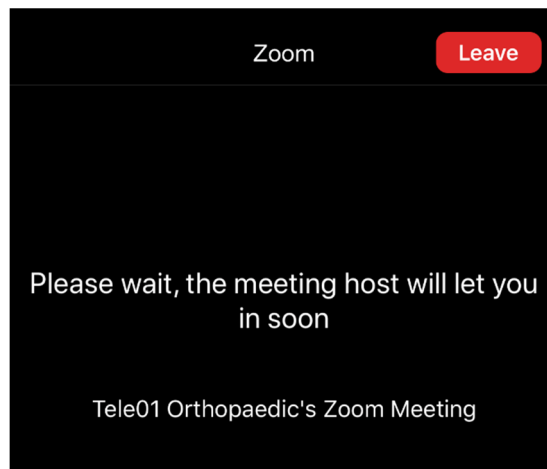 Zoom
Leave
Please wait, the meeting host will let you
in soon
Tele01 Orthopaedic's Zoom Meeting